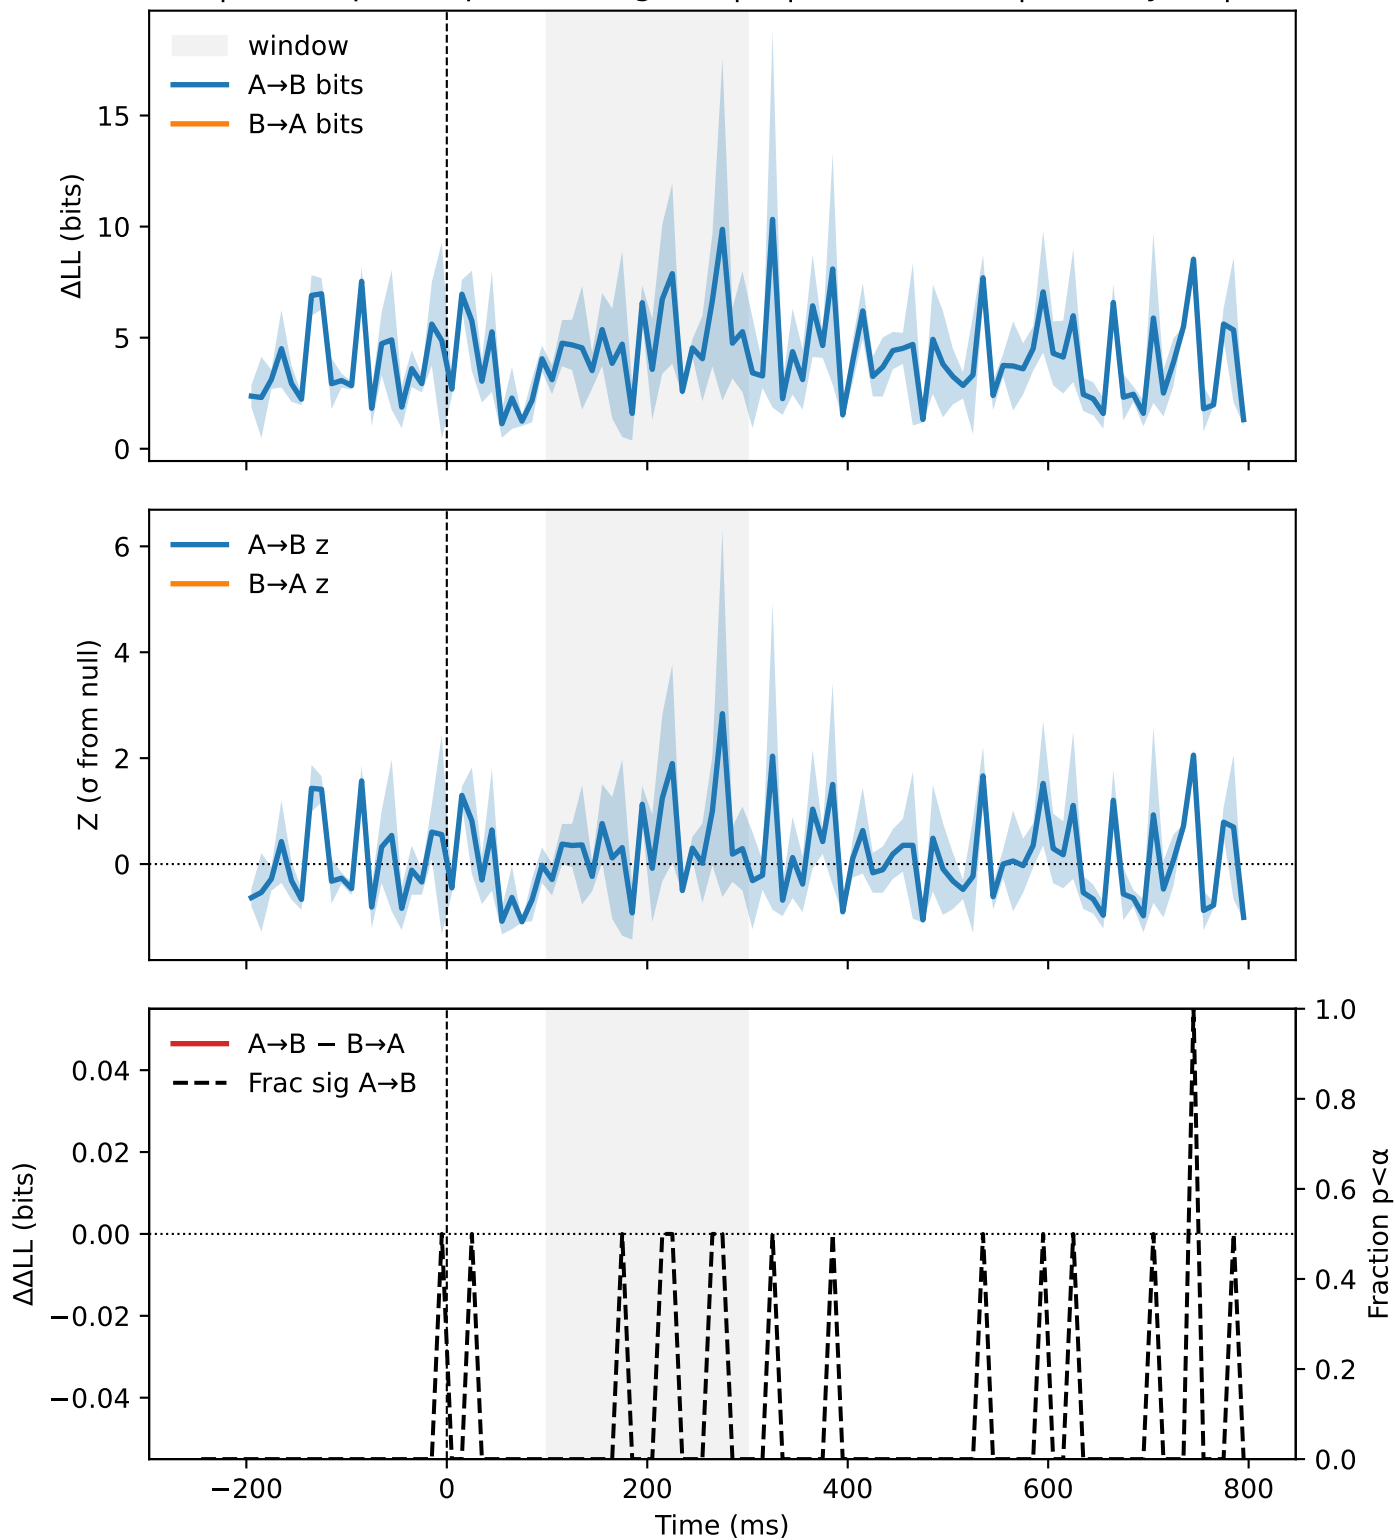 window
A→B bits
B→A bits
ΔLL (bits)
15
10
5
0
A→B z
B→A z
Z (σ from null)
6
4
2
0
A→B − B→A
Frac sig A→B
ΔΔLL (bits)
0.04
0.02
0.00
−0.02
−0.04
1.0
0.8
0.6
0.4
0.2
0.0
Fraction p<α
−200 0 200 400 600 800
Time (ms)